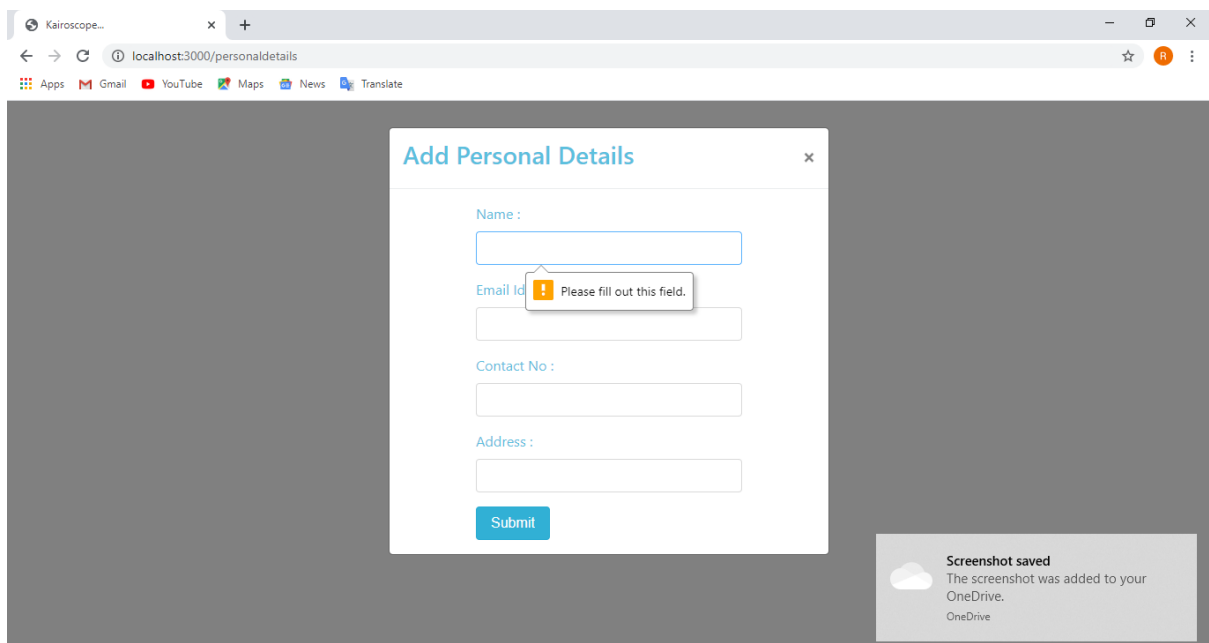 Kairoscope...
localhost:3000/personaldetails
R
Apps Gmail YouTube Maps News Translate
Add Personal Details ×
Name :
Please fill out this field.
Email Id
Contact No :
Address :
Submit
Screenshot saved
The screenshot was added to your
OneDrive.
OneDrive